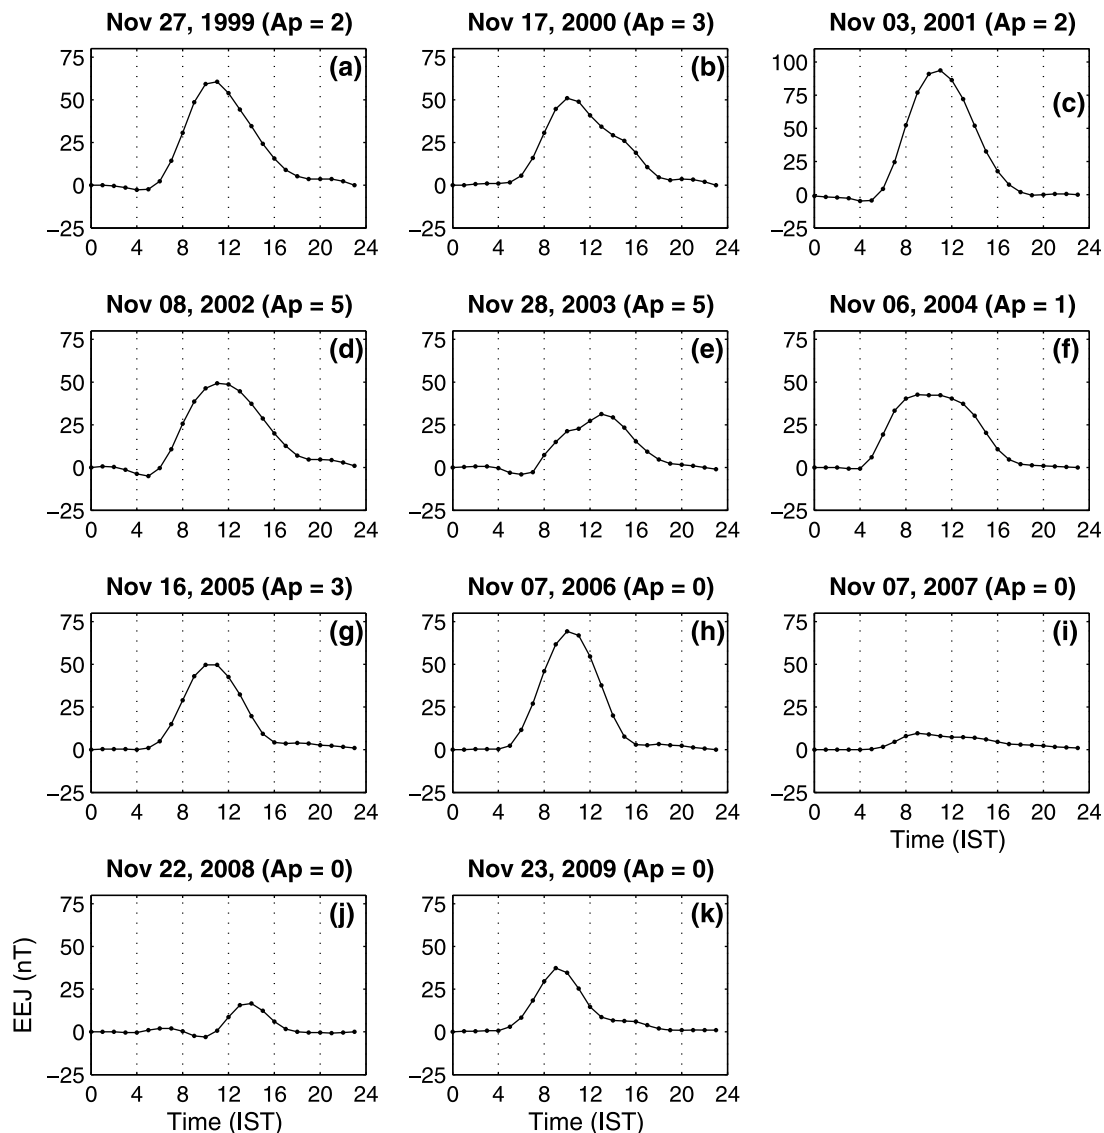 Nov 27, 1999 (Ap = 2)
Nov 17, 2000 (Ap = 3)
Nov 03, 2001 (Ap = 2)
75
50
25
0
−25
(a)
0 4 8 12 16 20 24
75
50
25
0
−25
(b)
0 4 8 12 16 20 24
100
75
50
25
0
−25
(c)
0 4 8 12 16 20 24
Nov 08, 2002 (Ap = 5)
Nov 28, 2003 (Ap = 5)
Nov 06, 2004 (Ap = 1)
75
50
25
0
−25
(d)
0 4 8 12 16 20 24
75
50
25
0
−25
(e)
0 4 8 12 16 20 24
75
50
25
0
−25
(f)
0 4 8 12 16 20 24
Nov 16, 2005 (Ap = 3)
Nov 07, 2006 (Ap = 0)
Nov 07, 2007 (Ap = 0)
75
50
25
0
−25
(g)
0 4 8 12 16 20 24
75
50
25
0
−25
(h)
0 4 8 12 16 20 24
75
50
25
0
−25
(i)
0 4 8 12 16 20 24
Time (IST)
Nov 22, 2008 (Ap = 0)
Nov 23, 2009 (Ap = 0)
EEJ (nT)
75
50
25
0
−25
(j)
0 4 8 12 16 20 24
Time (IST)
75
50
25
0
−25
(k)
0 4 8 12 16 20 24
Time (IST)